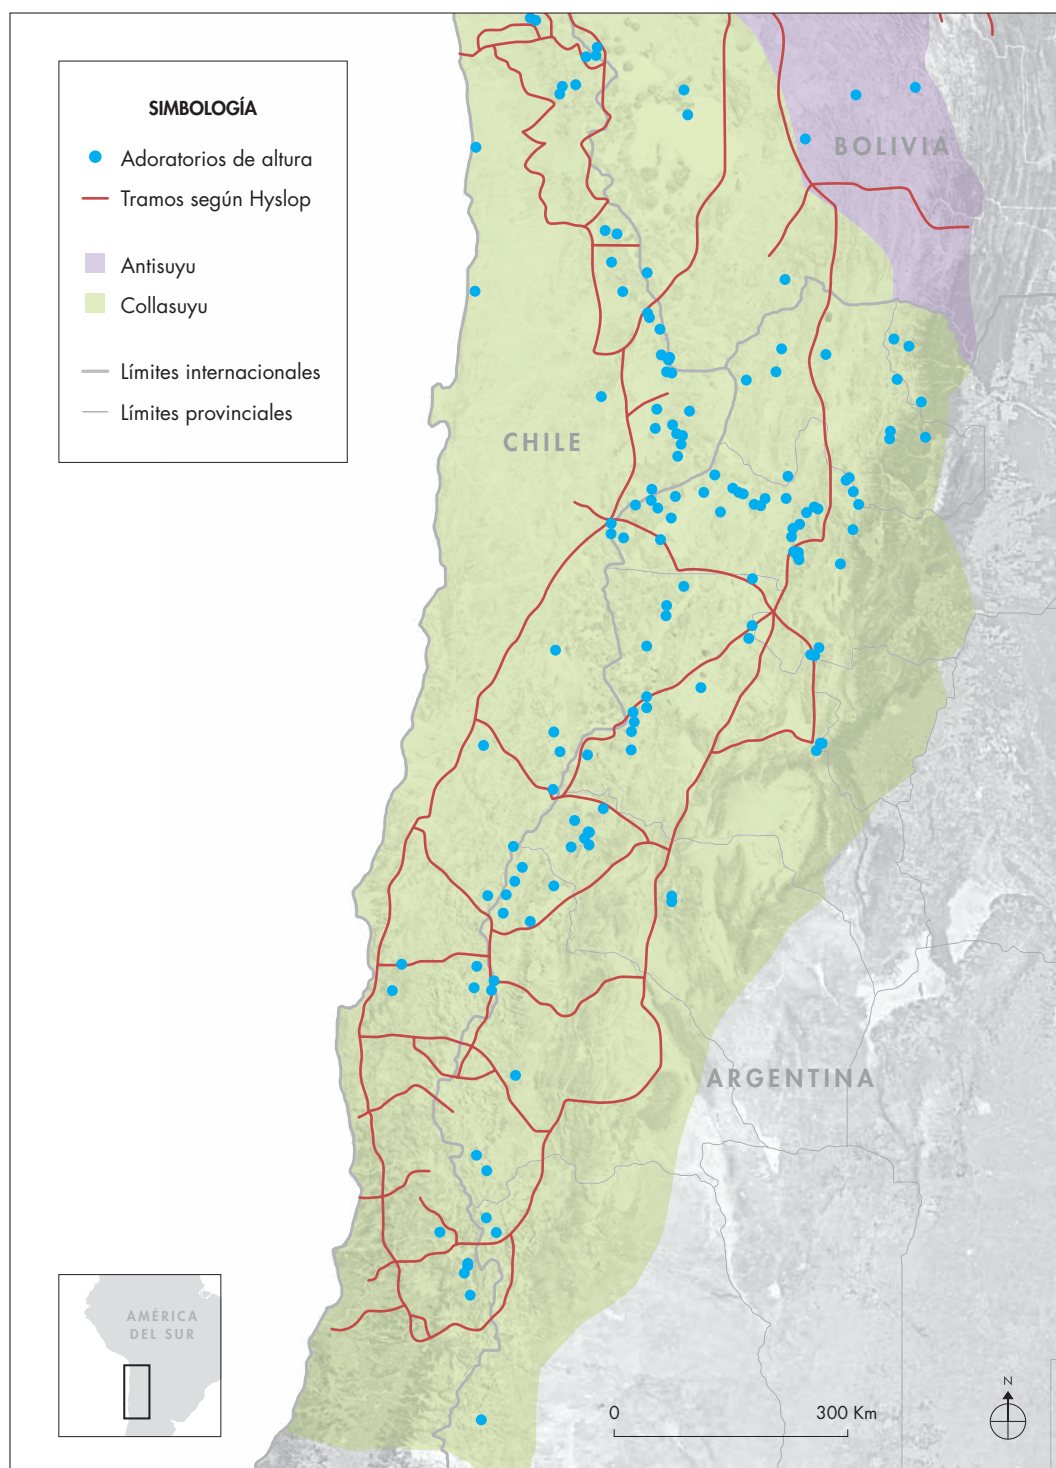 SIMBOLOGÍA
Adoratorios de altura
Tramos según Hyslop
Antisuyu
Collasuyu
Límites internacionales
Límites provinciales
BOLIVIA
CHILE
ARGENTINA
AMÉRICA
DEL SUR
0 300 Km
N